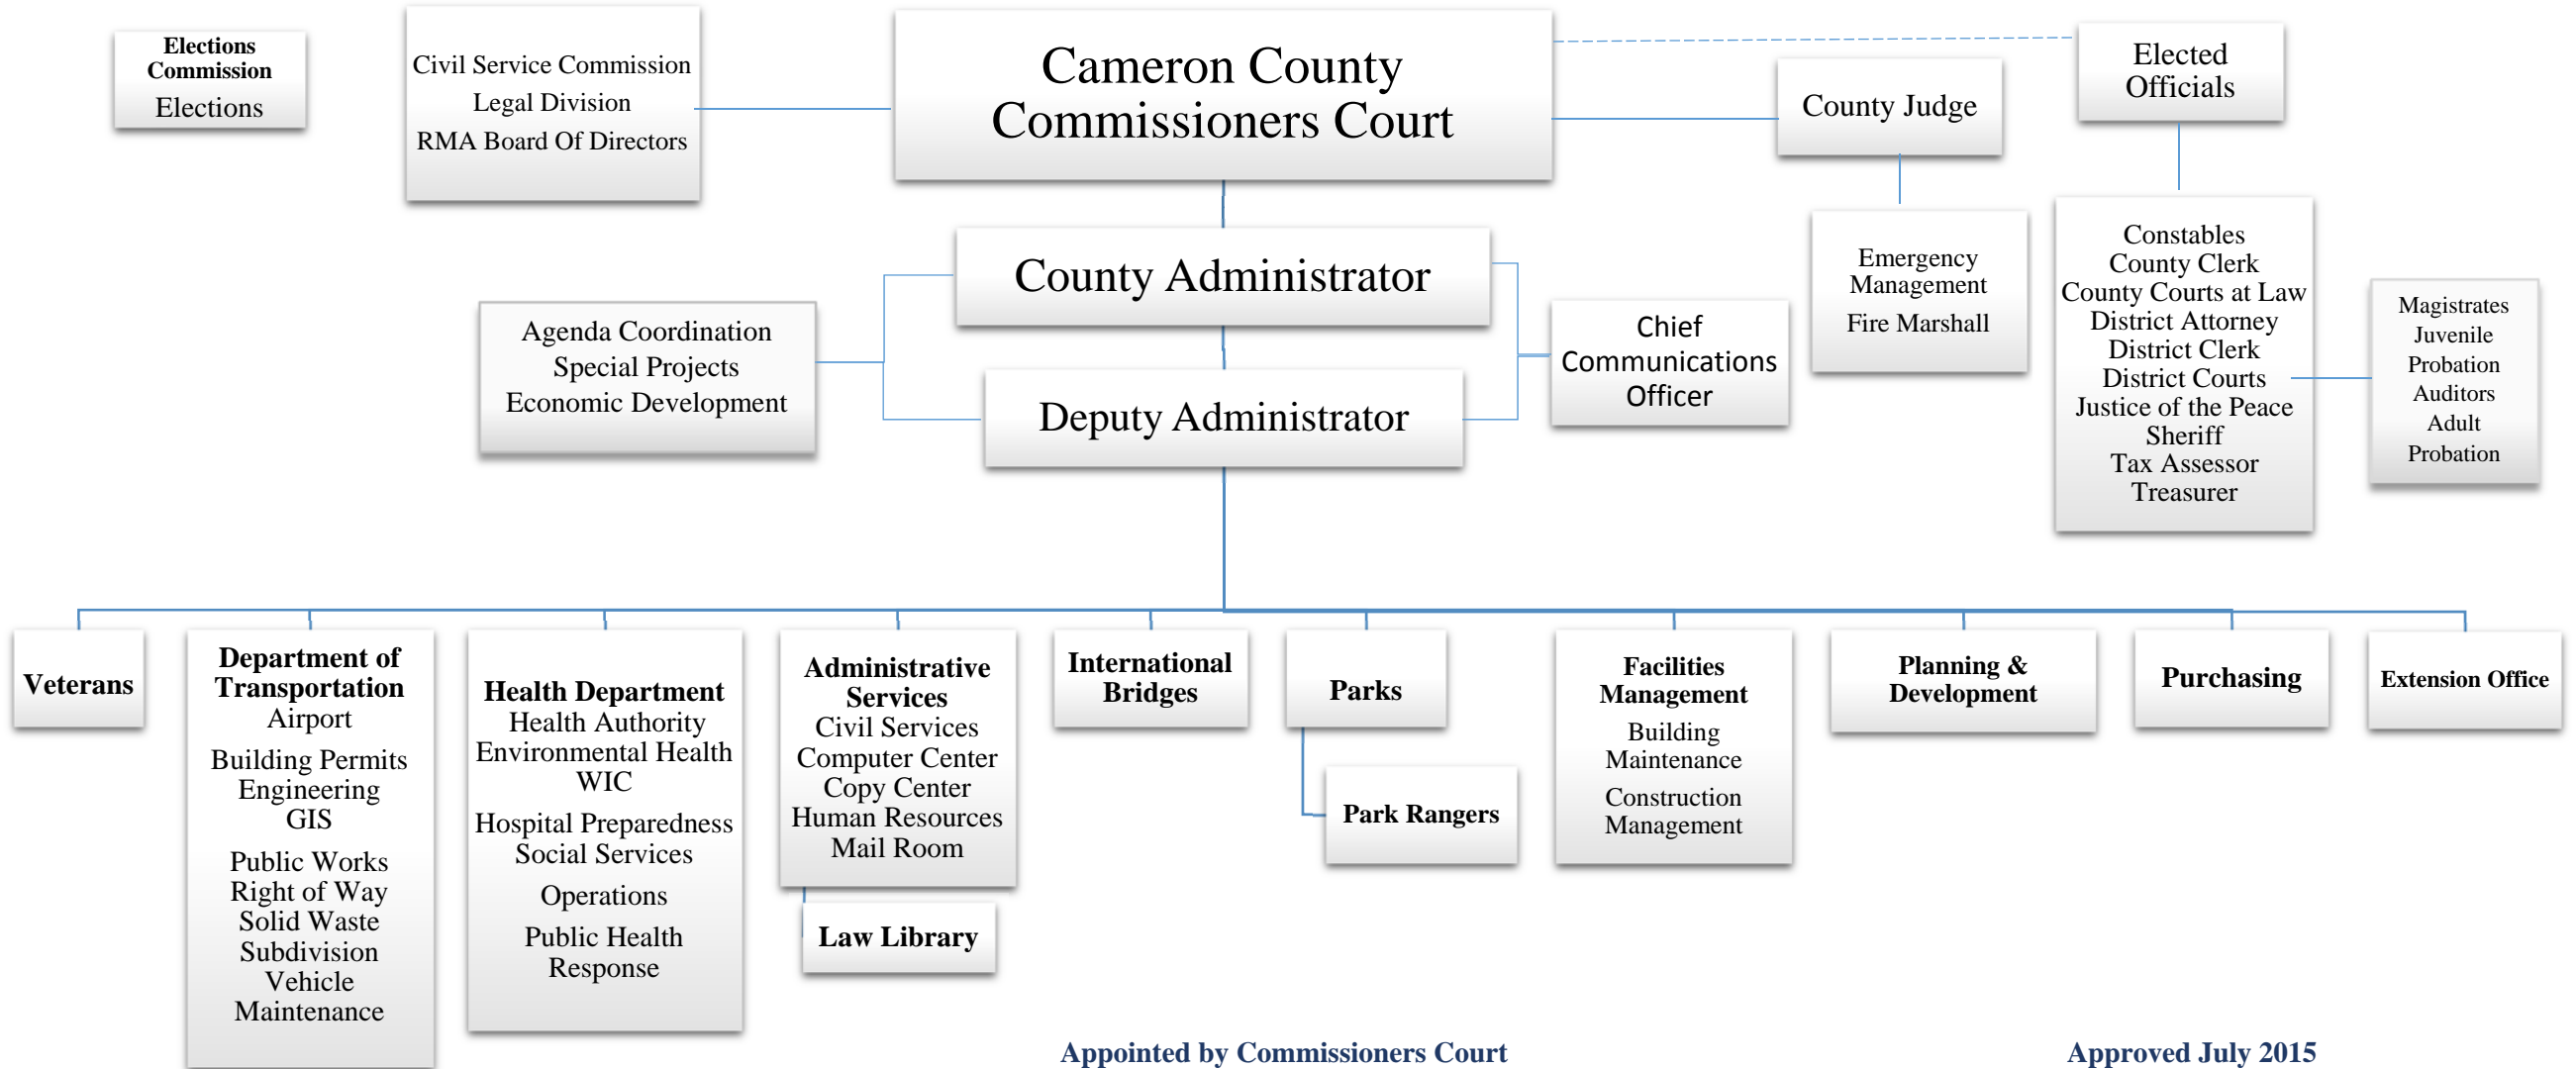 Elections
Commission
Elections
Civil Service Commission
Legal Division
RMA Board Of Directors
Cameron County
Commissioners Court
County Judge
Elected
Officials
County Administrator
Deputy Administrator
Agenda Coordination
Special Projects
Economic Development
Chief
Communications
Officer
Emergency
Management
Fire Marshall
Constables
County Clerk
County Courts at Law
District Attorney
District Clerk
District Courts
Justice of the Peace
Sheriff
Tax Assessor
Treasurer
Magistrates
Juvenile
Probation
Auditors
Adult
Probation
Veterans
Department of
Transportation
Airport
Building Permits
Engineering
GIS
Public Works
Right of Way
Solid Waste
Subdivision
Vehicle
Maintenance
Health Department
Health Authority
Environmental Health
WIC
Hospital Preparedness
Social Services
Operations
Public Health
Response
Administrative
Services
Civil Services
Computer Center
Copy Center
Human Resources
Mail Room
Law Library
International
Bridges
Parks
Park Rangers
Facilities
Management
Building
Maintenance
Construction
Management
Planning &
Development
Purchasing
Extension Office
Appointed by Commissioners Court
Approved July 2015